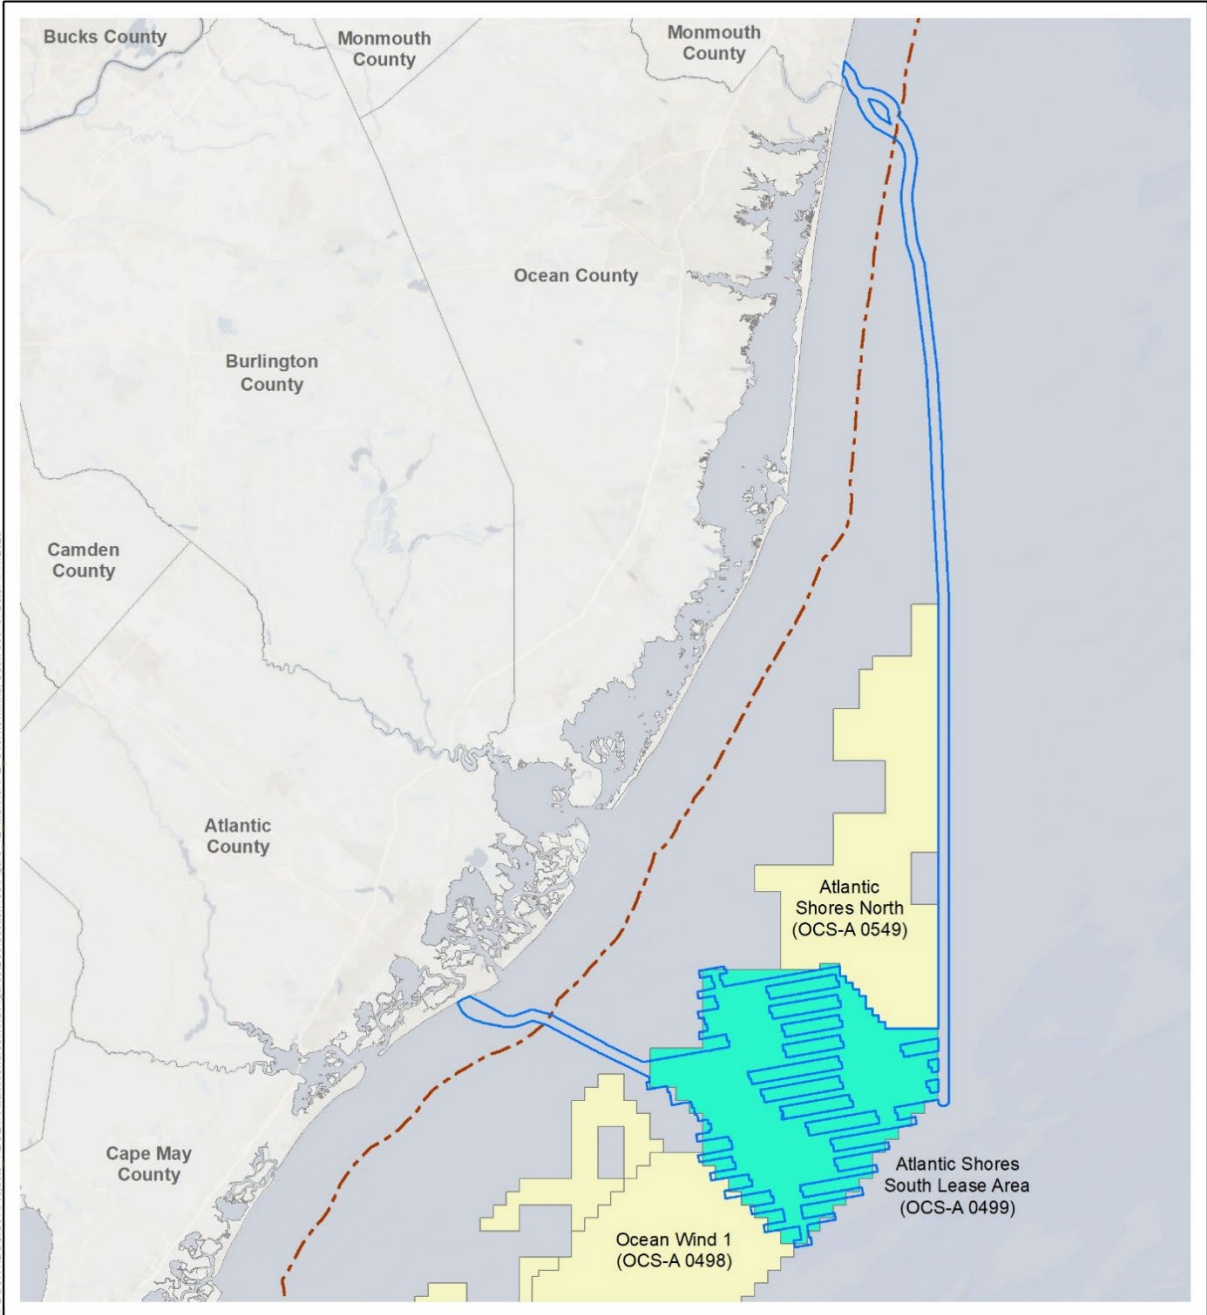 Bucks County
Monmouth
County
Monmouth
County
Ocean County
Burlington
County
Camden
County
Atlantic
County
Atlantic
Shores North
(OCS-A 0549)
Cape May
County
Atlantic Shores
South Lease Area
(OCS-A 0499)
Ocean Wind 1
(OCS-A 0498)